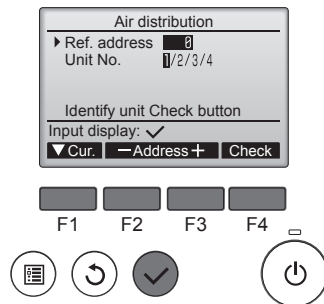 Air distribution
Ref. address 0
Unit No. 1/2/3/4
Identify unit Check button
Input display: ✓
▼ Cur. − Address + Check
F1 F2 F3 F4